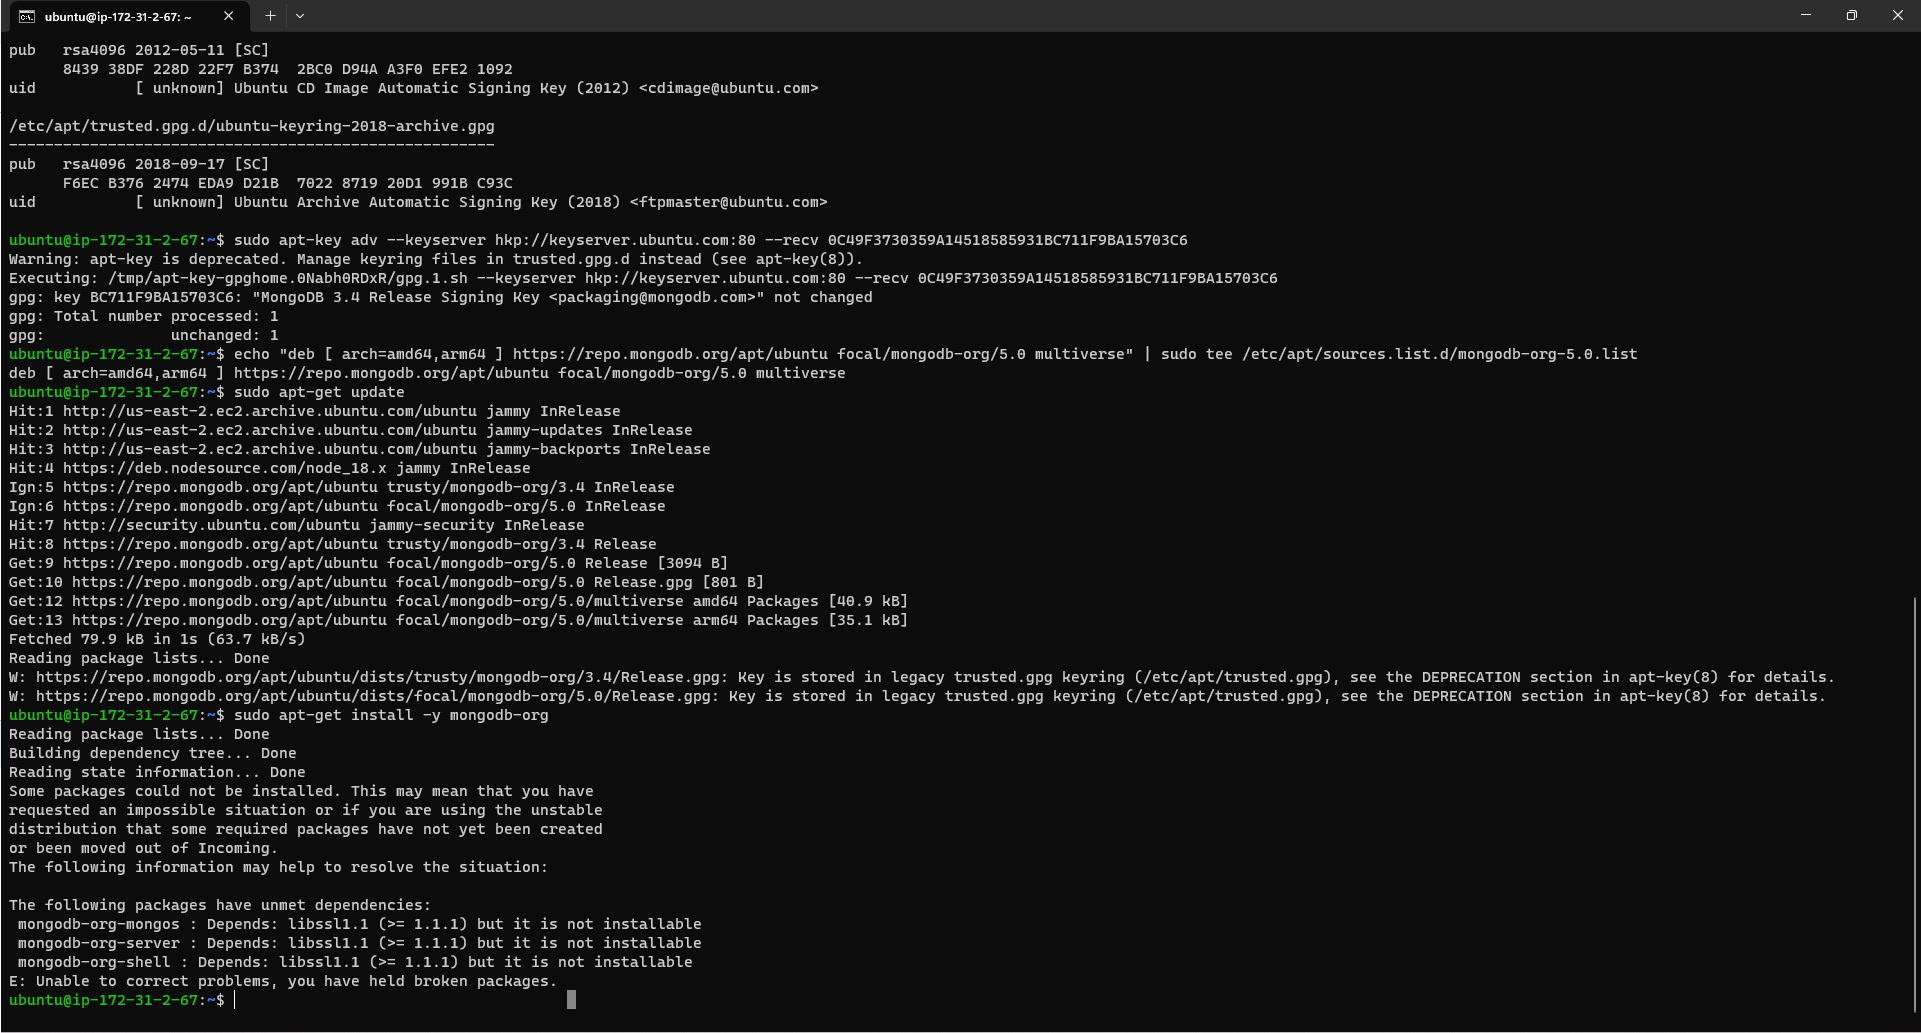 ubuntu@ip-172-31-2-67: ~
pub   rsa4096 2012-05-11 [SC]
      8439 38DF 228D 22F7 B374  2BC0 D94A A3F0 EFE2 1092
uid           [ unknown] Ubuntu CD Image Automatic Signing Key (2012) <cdimage@ubuntu.com>

/etc/apt/trusted.gpg.d/ubuntu-keyring-2018-archive.gpg
------------------------------------------------------
pub   rsa4096 2018-09-17 [SC]
      F6EC B376 2474 EDA9 D21B  7022 8719 20D1 991B C93C
uid           [ unknown] Ubuntu Archive Automatic Signing Key (2018) <ftpmaster@ubuntu.com>

ubuntu@ip-172-31-2-67:~$ sudo apt-key adv --keyserver hkp://keyserver.ubuntu.com:80 --recv 0C49F3730359A14518585931BC711F9BA15703C6
Warning: apt-key is deprecated. Manage keyring files in trusted.gpg.d instead (see apt-key(8)).
Executing: /tmp/apt-key-gpghome.0Nabh0RDxR/gpg.1.sh --keyserver hkp://keyserver.ubuntu.com:80 --recv 0C49F3730359A14518585931BC711F9BA15703C6
gpg: key BC711F9BA15703C6: "MongoDB 3.4 Release Signing Key <packaging@mongodb.com>" not changed
gpg: Total number processed: 1
gpg:              unchanged: 1
ubuntu@ip-172-31-2-67:~$ echo "deb [ arch=amd64,arm64 ] https://repo.mongodb.org/apt/ubuntu focal/mongodb-org/5.0 multiverse" | sudo tee /etc/apt/sources.list.d/mongodb-org-5.0.list
deb [ arch=amd64,arm64 ] https://repo.mongodb.org/apt/ubuntu focal/mongodb-org/5.0 multiverse
ubuntu@ip-172-31-2-67:~$ sudo apt-get update
Hit:1 http://us-east-2.ec2.archive.ubuntu.com/ubuntu jammy InRelease
Hit:2 http://us-east-2.ec2.archive.ubuntu.com/ubuntu jammy-updates InRelease
Hit:3 http://us-east-2.ec2.archive.ubuntu.com/ubuntu jammy-backports InRelease
Hit:4 https://deb.nodesource.com/node_18.x jammy InRelease
Ign:5 https://repo.mongodb.org/apt/ubuntu trusty/mongodb-org/3.4 InRelease
Ign:6 https://repo.mongodb.org/apt/ubuntu focal/mongodb-org/5.0 InRelease
Hit:7 http://security.ubuntu.com/ubuntu jammy-security InRelease
Hit:8 https://repo.mongodb.org/apt/ubuntu trusty/mongodb-org/3.4 Release
Get:9 https://repo.mongodb.org/apt/ubuntu focal/mongodb-org/5.0 Release [3094 B]
Get:10 https://repo.mongodb.org/apt/ubuntu focal/mongodb-org/5.0 Release.gpg [801 B]
Get:12 https://repo.mongodb.org/apt/ubuntu focal/mongodb-org/5.0/multiverse amd64 Packages [40.9 kB]
Get:13 https://repo.mongodb.org/apt/ubuntu focal/mongodb-org/5.0/multiverse arm64 Packages [35.1 kB]
Fetched 79.9 kB in 1s (63.7 kB/s)
Reading package lists... Done
W: https://repo.mongodb.org/apt/ubuntu/dists/trusty/mongodb-org/3.4/Release.gpg: Key is stored in legacy trusted.gpg keyring (/etc/apt/trusted.gpg), see the DEPRECATION section in apt-key(8) for details.
W: https://repo.mongodb.org/apt/ubuntu/dists/focal/mongodb-org/5.0/Release.gpg: Key is stored in legacy trusted.gpg keyring (/etc/apt/trusted.gpg), see the DEPRECATION section in apt-key(8) for details.
ubuntu@ip-172-31-2-67:~$ sudo apt-get install -y mongodb-org
Reading package lists... Done
Building dependency tree... Done
Reading state information... Done
Some packages could not be installed. This may mean that you have
requested an impossible situation or if you are using the unstable
distribution that some required packages have not yet been created
or been moved out of Incoming.
The following information may help to resolve the situation:

The following packages have unmet dependencies:
 mongodb-org-mongos : Depends: libssl1.1 (>= 1.1.1) but it is not installable
 mongodb-org-server : Depends: libssl1.1 (>= 1.1.1) but it is not installable
 mongodb-org-shell : Depends: libssl1.1 (>= 1.1.1) but it is not installable
E: Unable to correct problems, you have held broken packages.
ubuntu@ip-172-31-2-67:~$